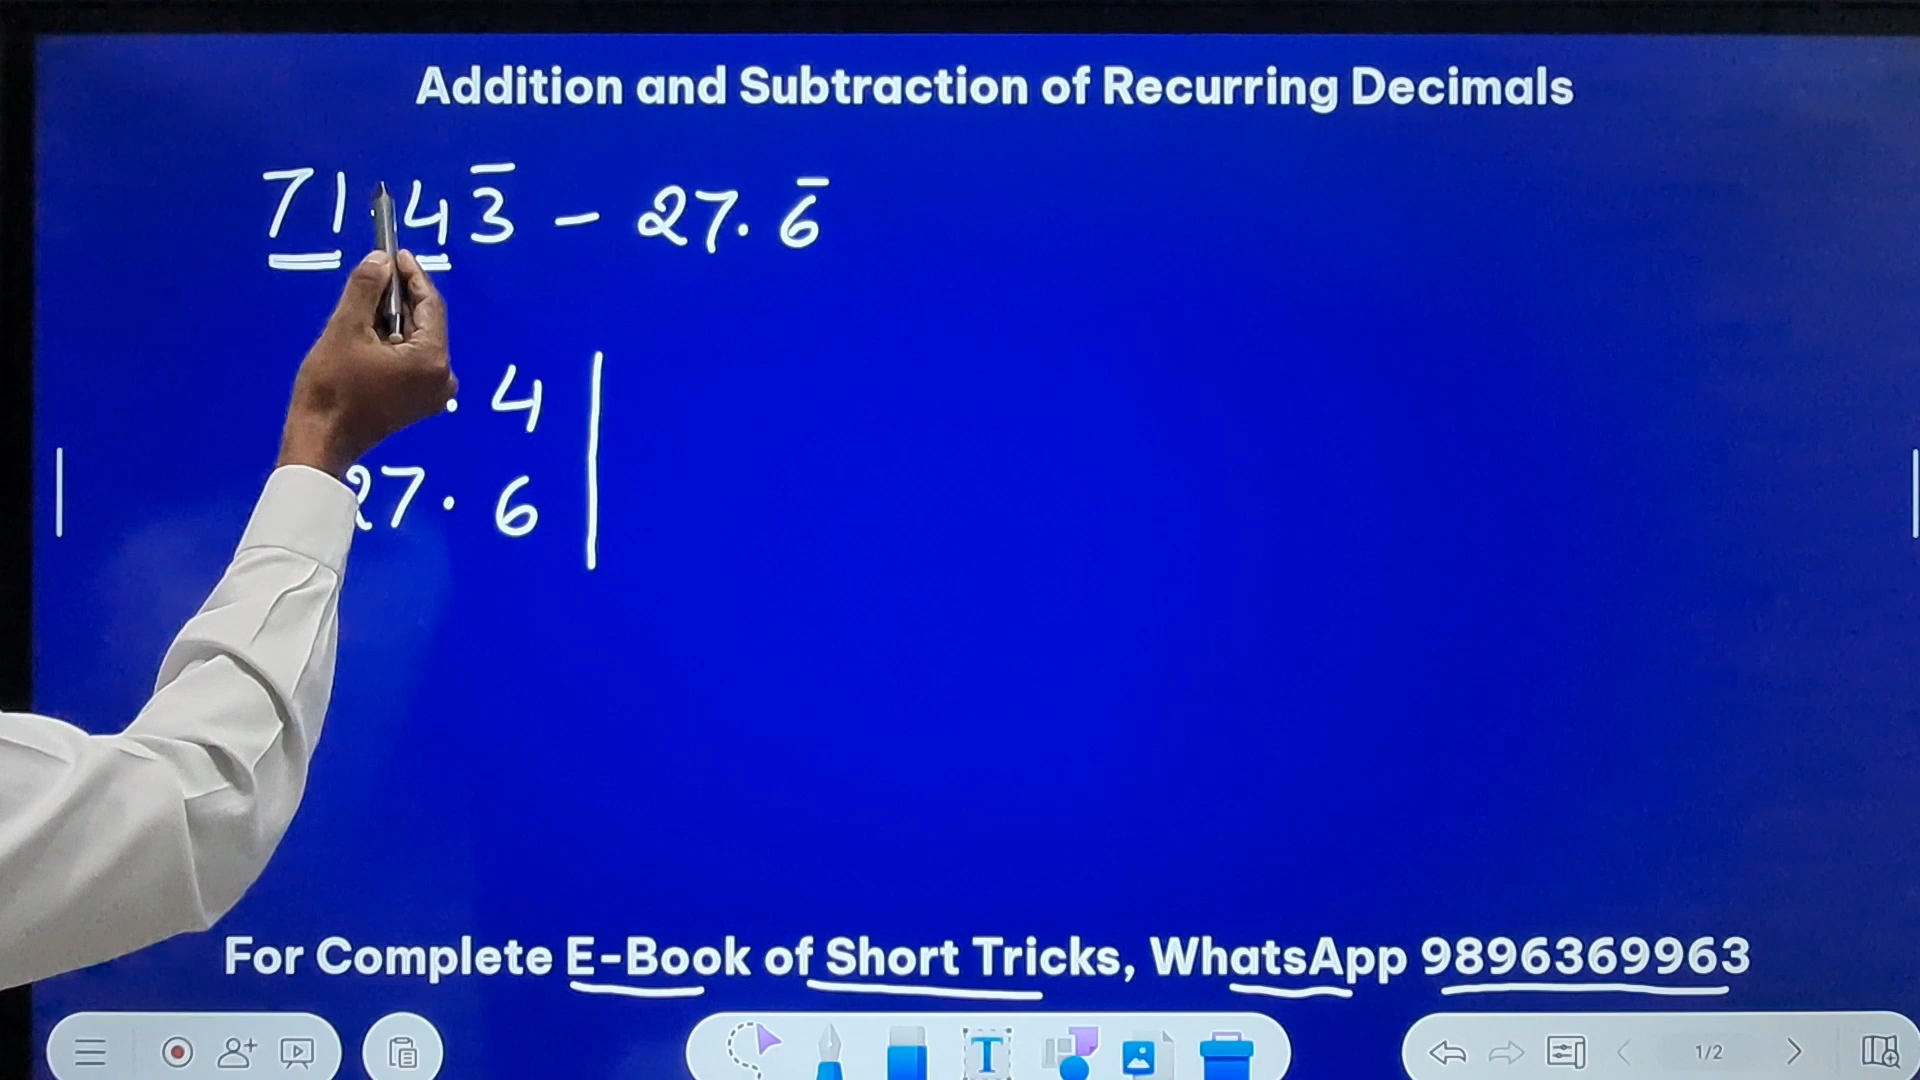 Addition and Subtraction of Recurring Decimals
71.43̅ - 27.6̅
.4
27.6
For Complete E-Book of Short Tricks, WhatsApp 9896369963
T
1/2